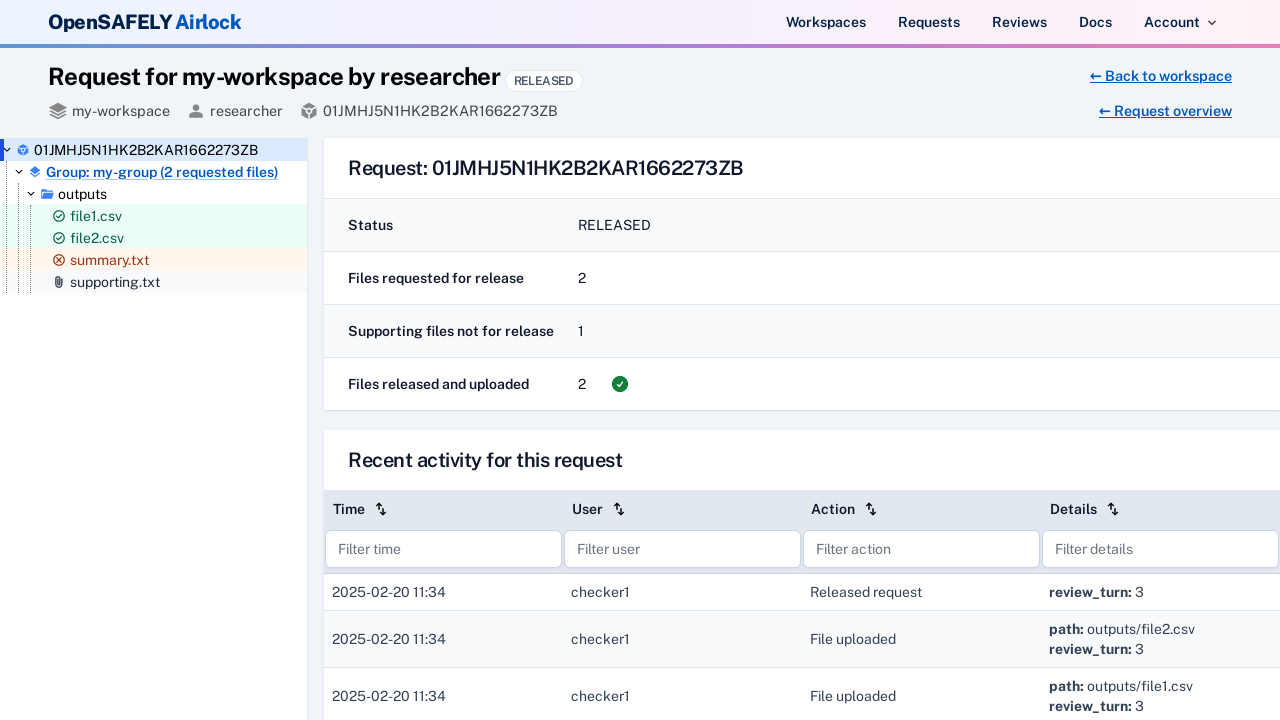 OpenSAFELY Airlock
Workspaces
Requests
Reviews
Docs
Account
Request for my-workspace by researcher RELEASED
← Back to workspace
my-workspace researcher 01JMHJ5N1HK2B2KAR1662273ZB
← Request overview
01JMHJ5N1HK2B2KAR1662273ZB
Group: my-group (2 requested files)
outputs
file1.csv
file2.csv
summary.txt
supporting.txt
Request: 01JMHJ5N1HK2B2KAR1662273ZB
Status RELEASED
Files requested for release 2
Supporting files not for release 1
Files released and uploaded 2
Recent activity for this request
Time User Action Details
Filter time Filter user Filter action Filter details
2025-02-20 11:34 checker1 Released request review_turn: 3
2025-02-20 11:34 checker1 File uploaded path: outputs/file2.csv
review_turn: 3
2025-02-20 11:34 checker1 File uploaded path: outputs/file1.csv
review_turn: 3